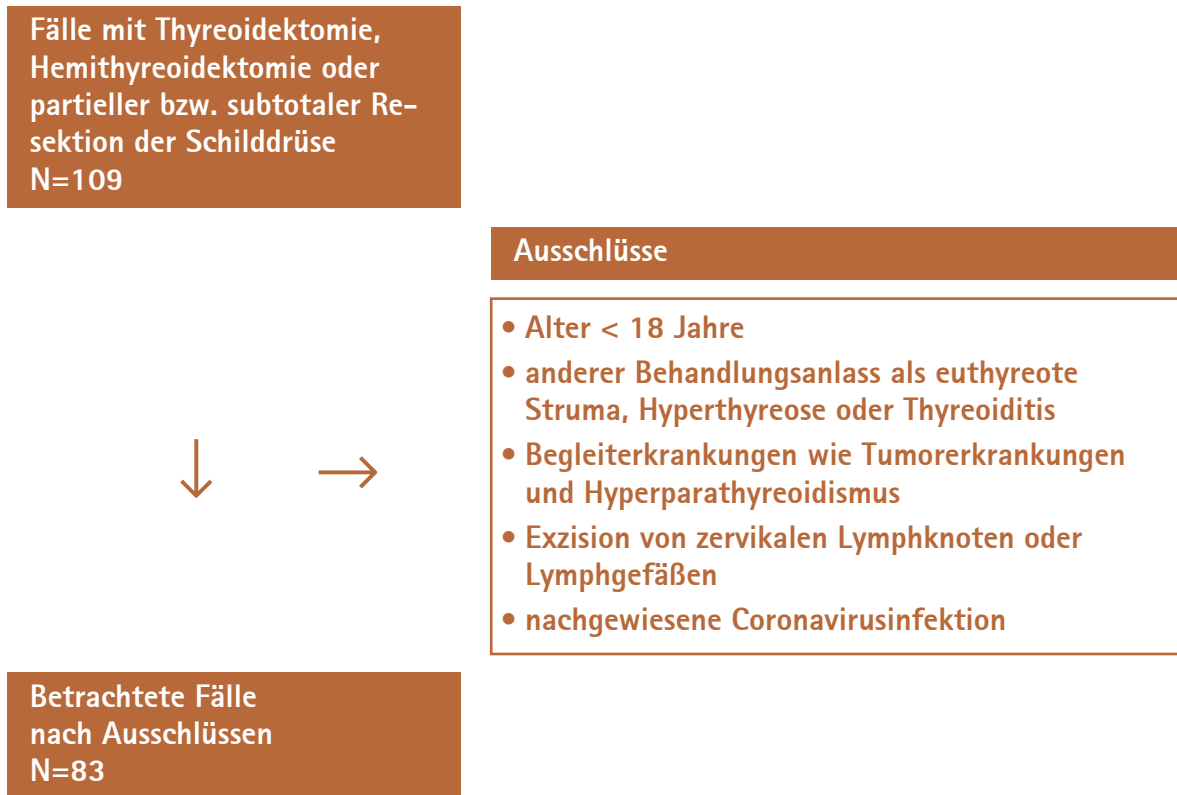 Fälle mit Thyreoidektomie,
Hemithyreoidektomie oder
partieller bzw. subtotaler Re-
sektion der Schilddrüse
N=109
Ausschlüsse
• Alter < 18 Jahre
• anderer Behandlungsanlass als euthyreote
Struma, Hyperthyreose oder Thyreoiditis
• Begleiterkrankungen wie Tumorerkrankungen
und Hyperparathyreoidismus
• Exzision von zervikalen Lymphknoten oder
Lymphgefäßen
• nachgewiesene Coronavirusinfektion
Betrachtete Fälle
nach Ausschlüssen
N=83